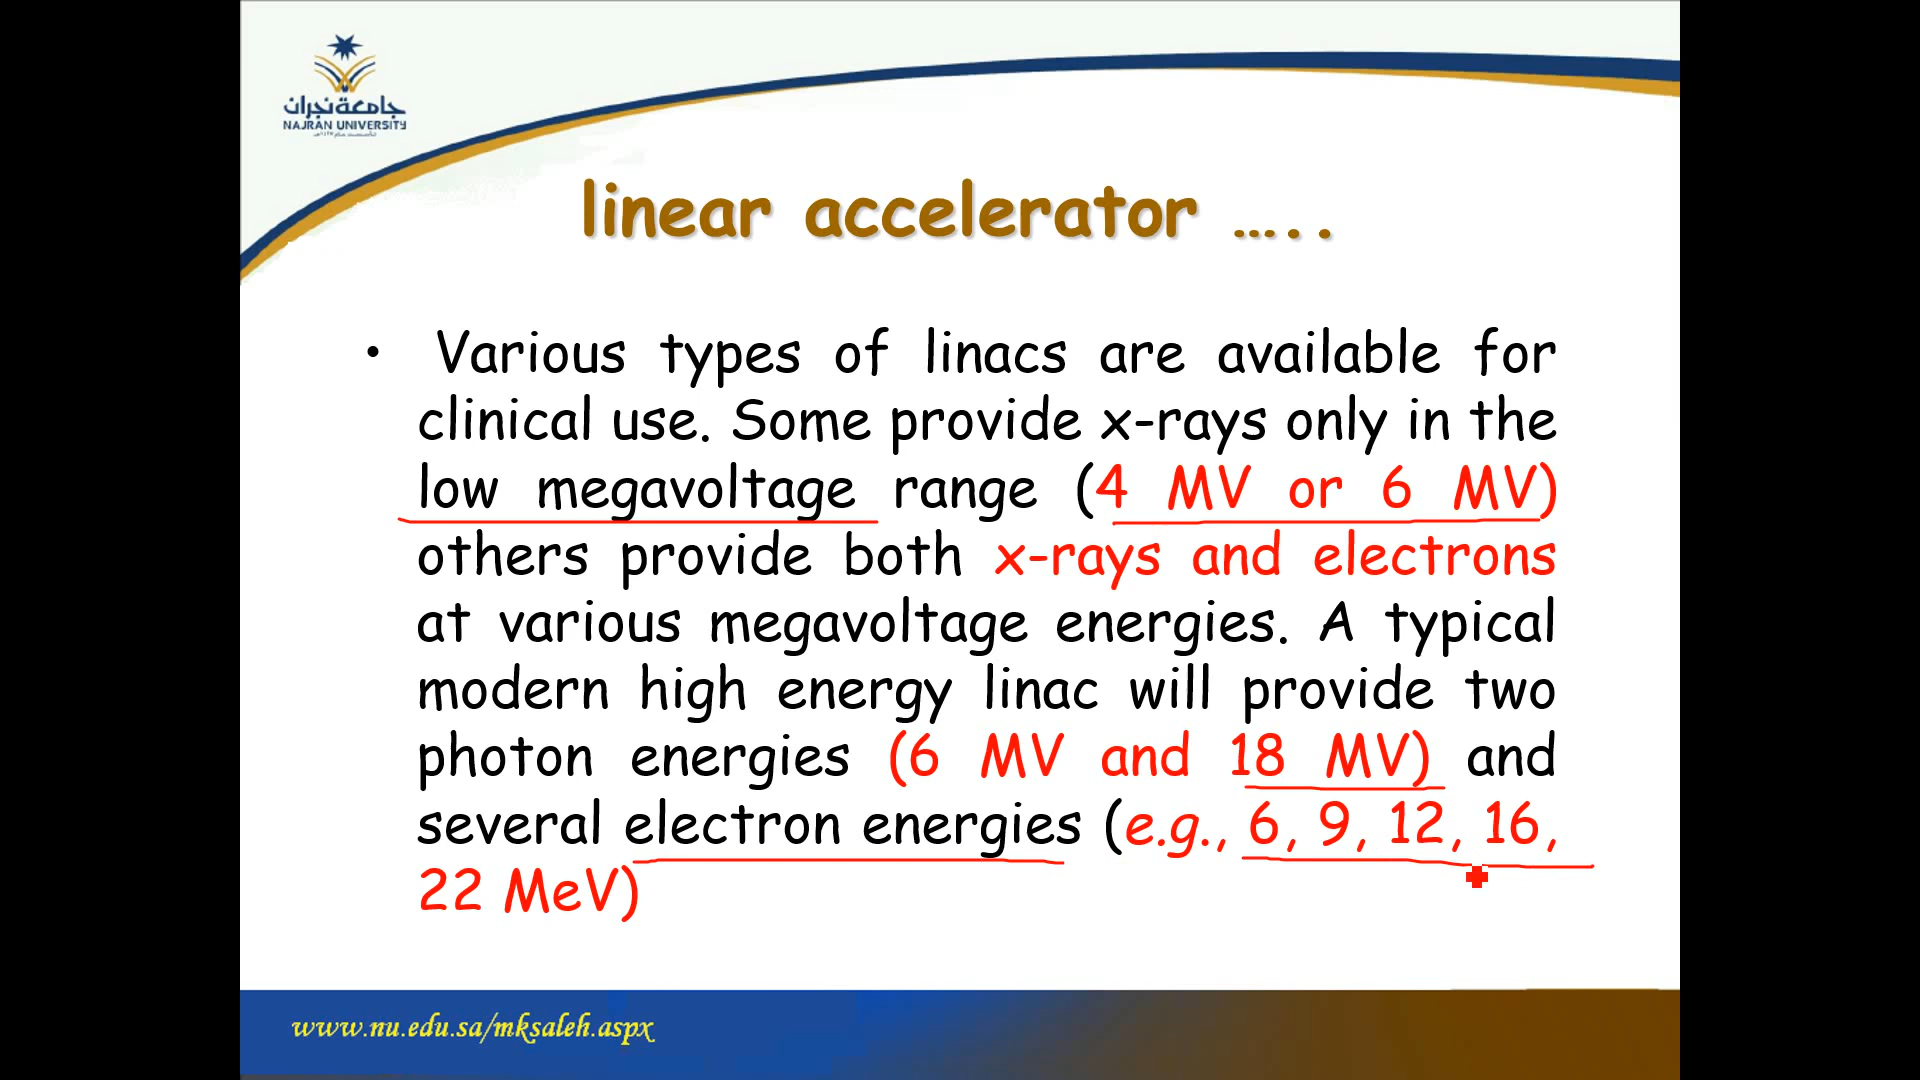 جامعة نجران
NAJRAN UNIVERSITY
linear accelerator …..
• Various types of linacs are available for
clinical use. Some provide x-rays only in the
low megavoltage range (4 MV or 6 MV)
others provide both x-rays and electrons
at various megavoltage energies. A typical
modern high energy linac will provide two
photon energies (6 MV and 18 MV) and
several electron energies (e.g., 6, 9, 12, 16,
22 MeV)
www.nu.edu.sa/mksaleh.aspx